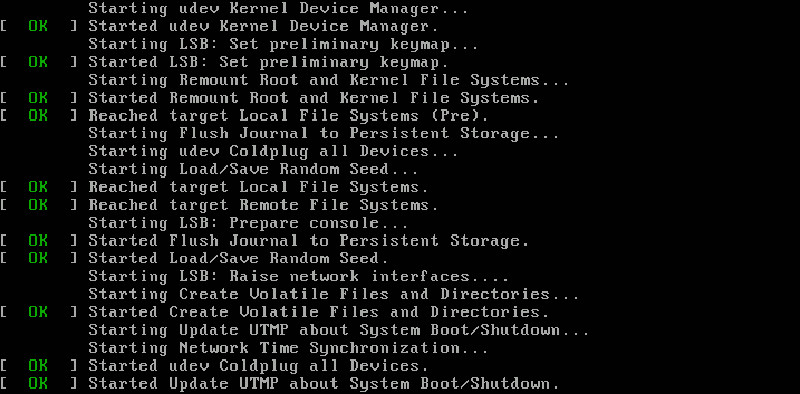 Starting udev Kernel Device Manager...
[  OK  ] Started udev Kernel Device Manager.
         Starting LSB: Set preliminary keymap...
[  OK  ] Started LSB: Set preliminary keymap.
         Starting Remount Root and Kernel File Systems...
[  OK  ] Started Remount Root and Kernel File Systems.
[  OK  ] Reached target Local File Systems (Pre).
         Starting Flush Journal to Persistent Storage...
         Starting udev Coldplug all Devices...
         Starting Load/Save Random Seed...
[  OK  ] Reached target Local File Systems.
[  OK  ] Reached target Remote File Systems.
         Starting LSB: Prepare console...
[  OK  ] Started Flush Journal to Persistent Storage.
[  OK  ] Started Load/Save Random Seed.
         Starting LSB: Raise network interfaces....
         Starting Create Volatile Files and Directories...
[  OK  ] Started Create Volatile Files and Directories.
         Starting Update UTMP about System Boot/Shutdown...
         Starting Network Time Synchronization...
[  OK  ] Started udev Coldplug all Devices.
[  OK  ] Started Update UTMP about System Boot/Shutdown.